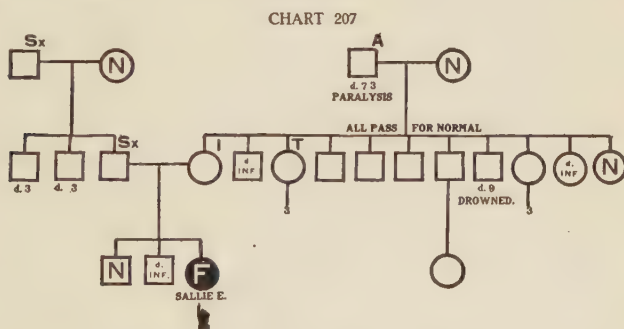 CHART 207
Sx N A N
d. 73
PARALYSIS
ALL PASS FOR NORMAL
Sx I T
d. INF. d. INF N
d. 3 d. 3 d. 9
3 DROWNED. 3
N d. INF. F
SALLIE E.